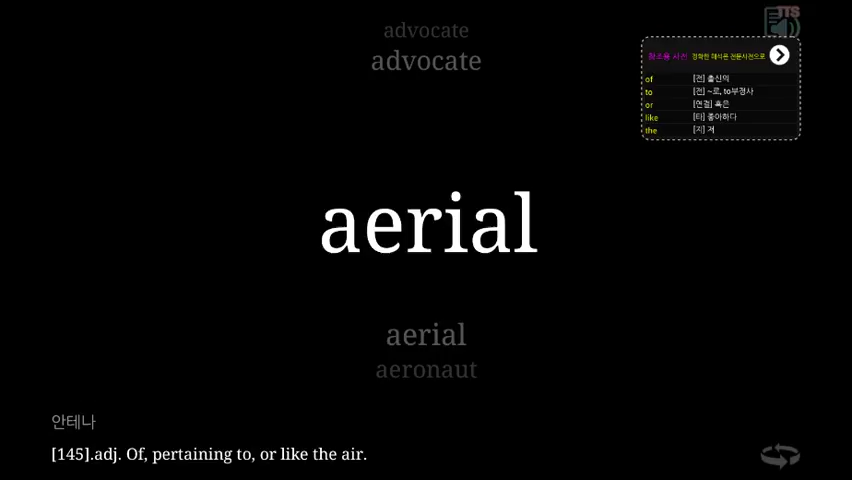 advocate
advocate
TTS
참조용 사전 정확한 해석은 전문사전으로
of [전] 출신의
to [전] ~로, to부정사
or [연결] 혹은
like [타] 좋아하다
the [지] 저
aerial
aerial
aeronaut
안테나
[145].adj. Of, pertaining to, or like the air.